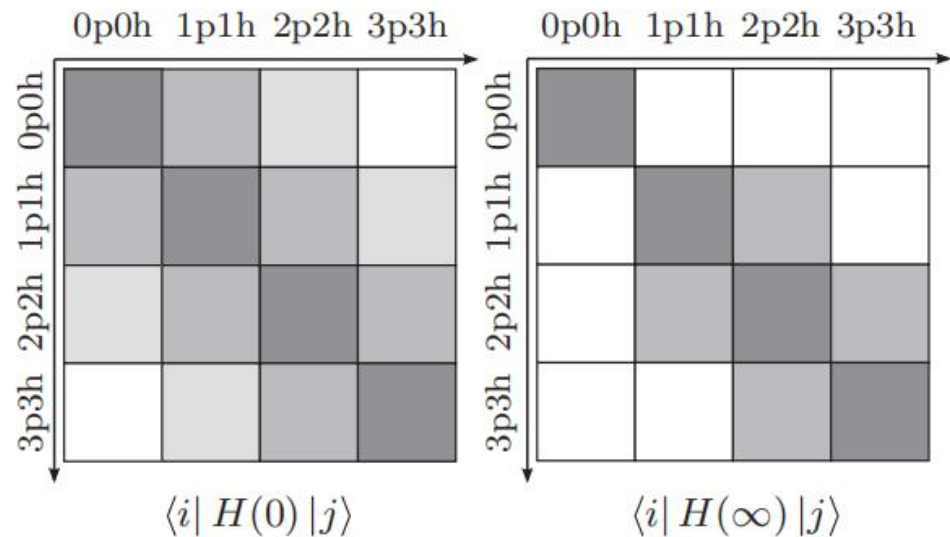 0p0h 1p1h 2p2h 3p3h
0p0h
1p1h
2p2h
3p3h
⟨i| H(0) |j⟩
0p0h 1p1h 2p2h 3p3h
0p0h
1p1h
2p2h
3p3h
⟨i| H(∞) |j⟩